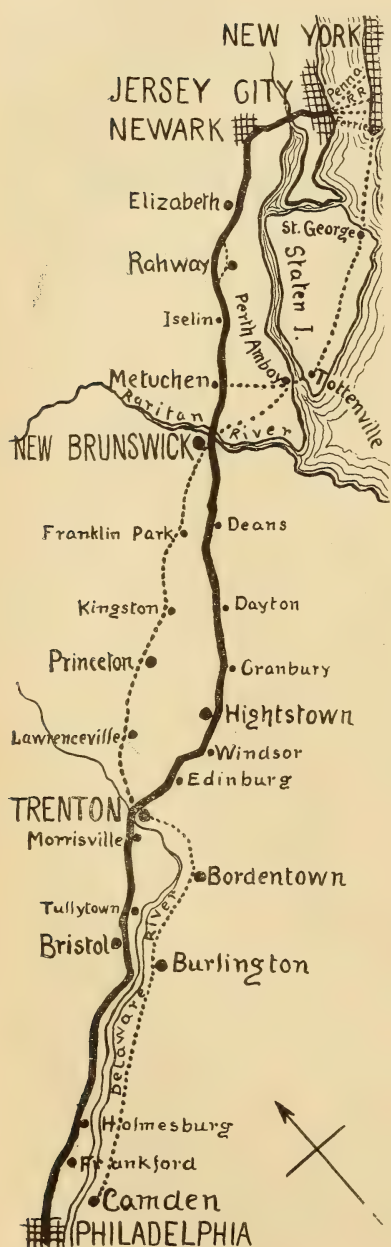 NEW YORK
JERSEY CITY
Penna.
R.R.
Ferries
NEWARK
Elizabeth
St. George
Rahway
Staten I.
Iselin
Perth Amboy
Metuchen
Tottenville
Raritan River
NEW BRUNSWICK
Franklin Park
Deans
Kingston
Dayton
Princeton
Cranbury
Hightstown
Lawrenceville
Windsor
Edinburg
TRENTON
Morrisville
Bordentown
Tullytown
Bristol
Burlington
Delaware River
Holmesburg
Frankford
Camden
PHILADELPHIA